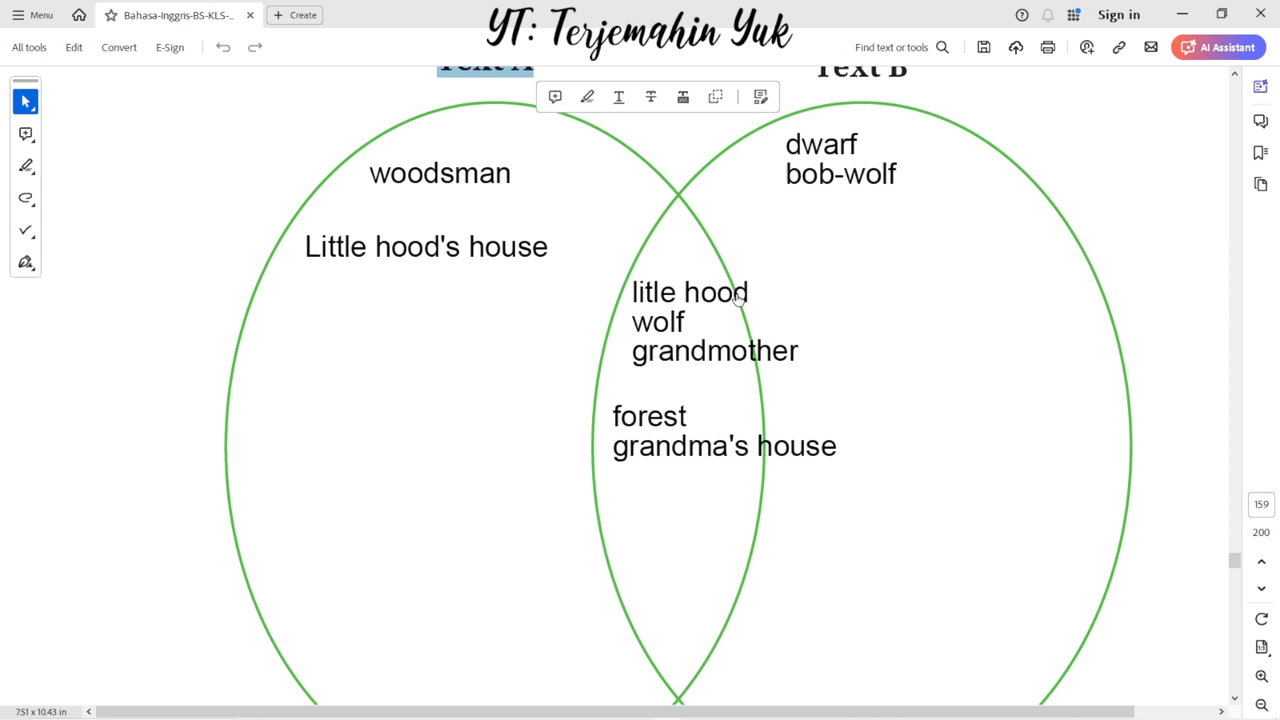 Menu
Bahasa-Inggris-BS-KLS-...
Create
YT: Terjemahin Yuk
Sign in
All tools
Edit
Convert
E-Sign
Find text or tools
AI Assistant
Text A
Text B
woodsman
Little hood's house
dwarf
bob-wolf
litle hood
wolf
grandmother
forest
grandma's house
159
200
7.51 x 10.43 in